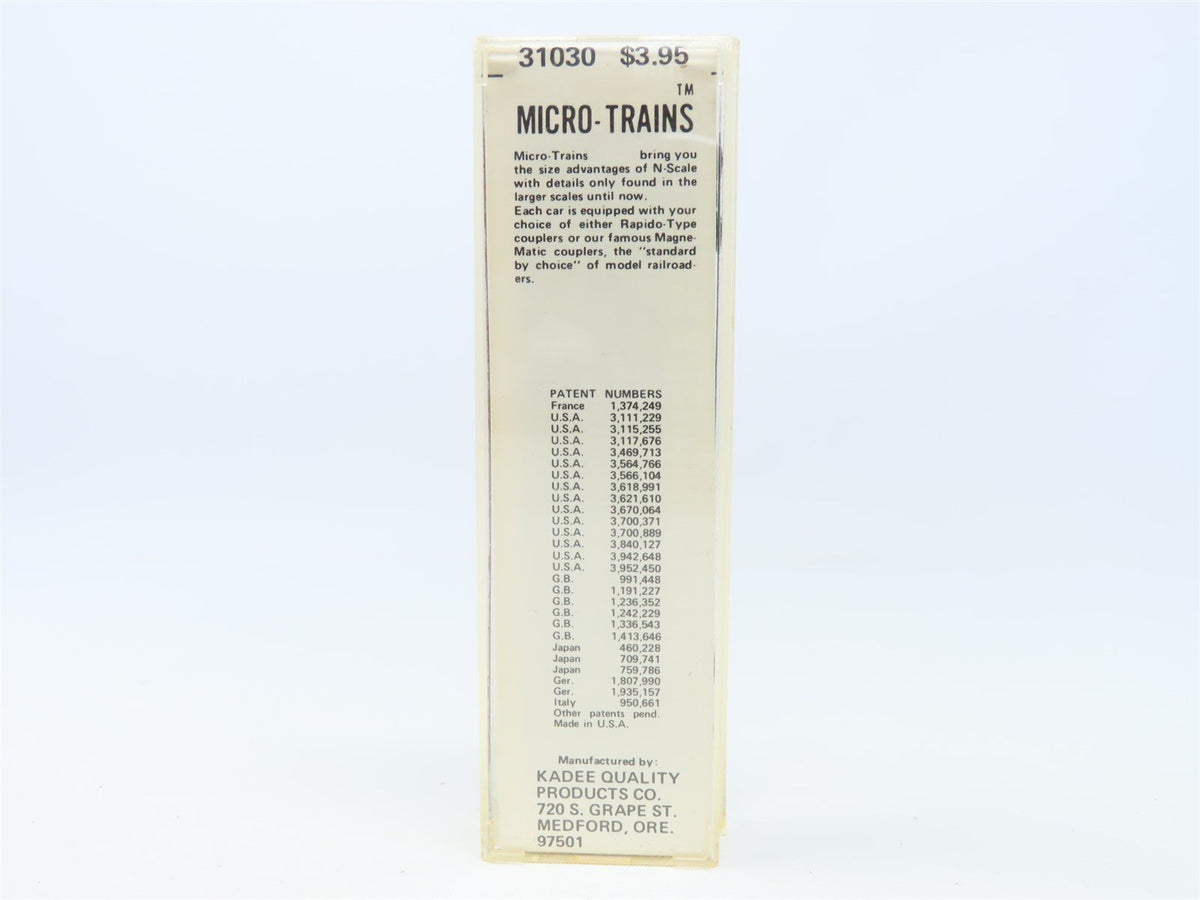 31030 $3.95
TM
MICRO-TRAINS
Micro-Trains bring you
the size advantages of N-Scale
with details only found in the
larger scales until now.
Each car is equipped with your
choice of either Rapido-Type
couplers or our famous Magne-
Matic couplers, the "standard
by choice" of model railroad-
ers.
PATENT NUMBERS
France 1,374,249
U.S.A. 3,111,229
U.S.A. 3,115,255
U.S.A. 3,117,676
U.S.A. 3,469,713
U.S.A. 3,564,766
U.S.A. 3,566,104
U.S.A. 3,618,991
U.S.A. 3,621,610
U.S.A. 3,670,064
U.S.A. 3,700,371
U.S.A. 3,700,889
U.S.A. 3,840,127
U.S.A. 3,942,648
U.S.A. 3,952,450
G.B. 991,448
G.B. 1,191,227
G.B. 1,236,352
G.B. 1,242,229
G.B. 1,336,543
G.B. 1,413,646
Japan 460,228
Japan 709,741
Japan 759,786
Ger. 1,807,990
Ger. 1,935,157
Italy 950,661
Other patents pend.
Made in U.S.A.
Manufactured by:
KADEE QUALITY
PRODUCTS CO.
720 S. GRAPE ST.
MEDFORD, ORE.
97501